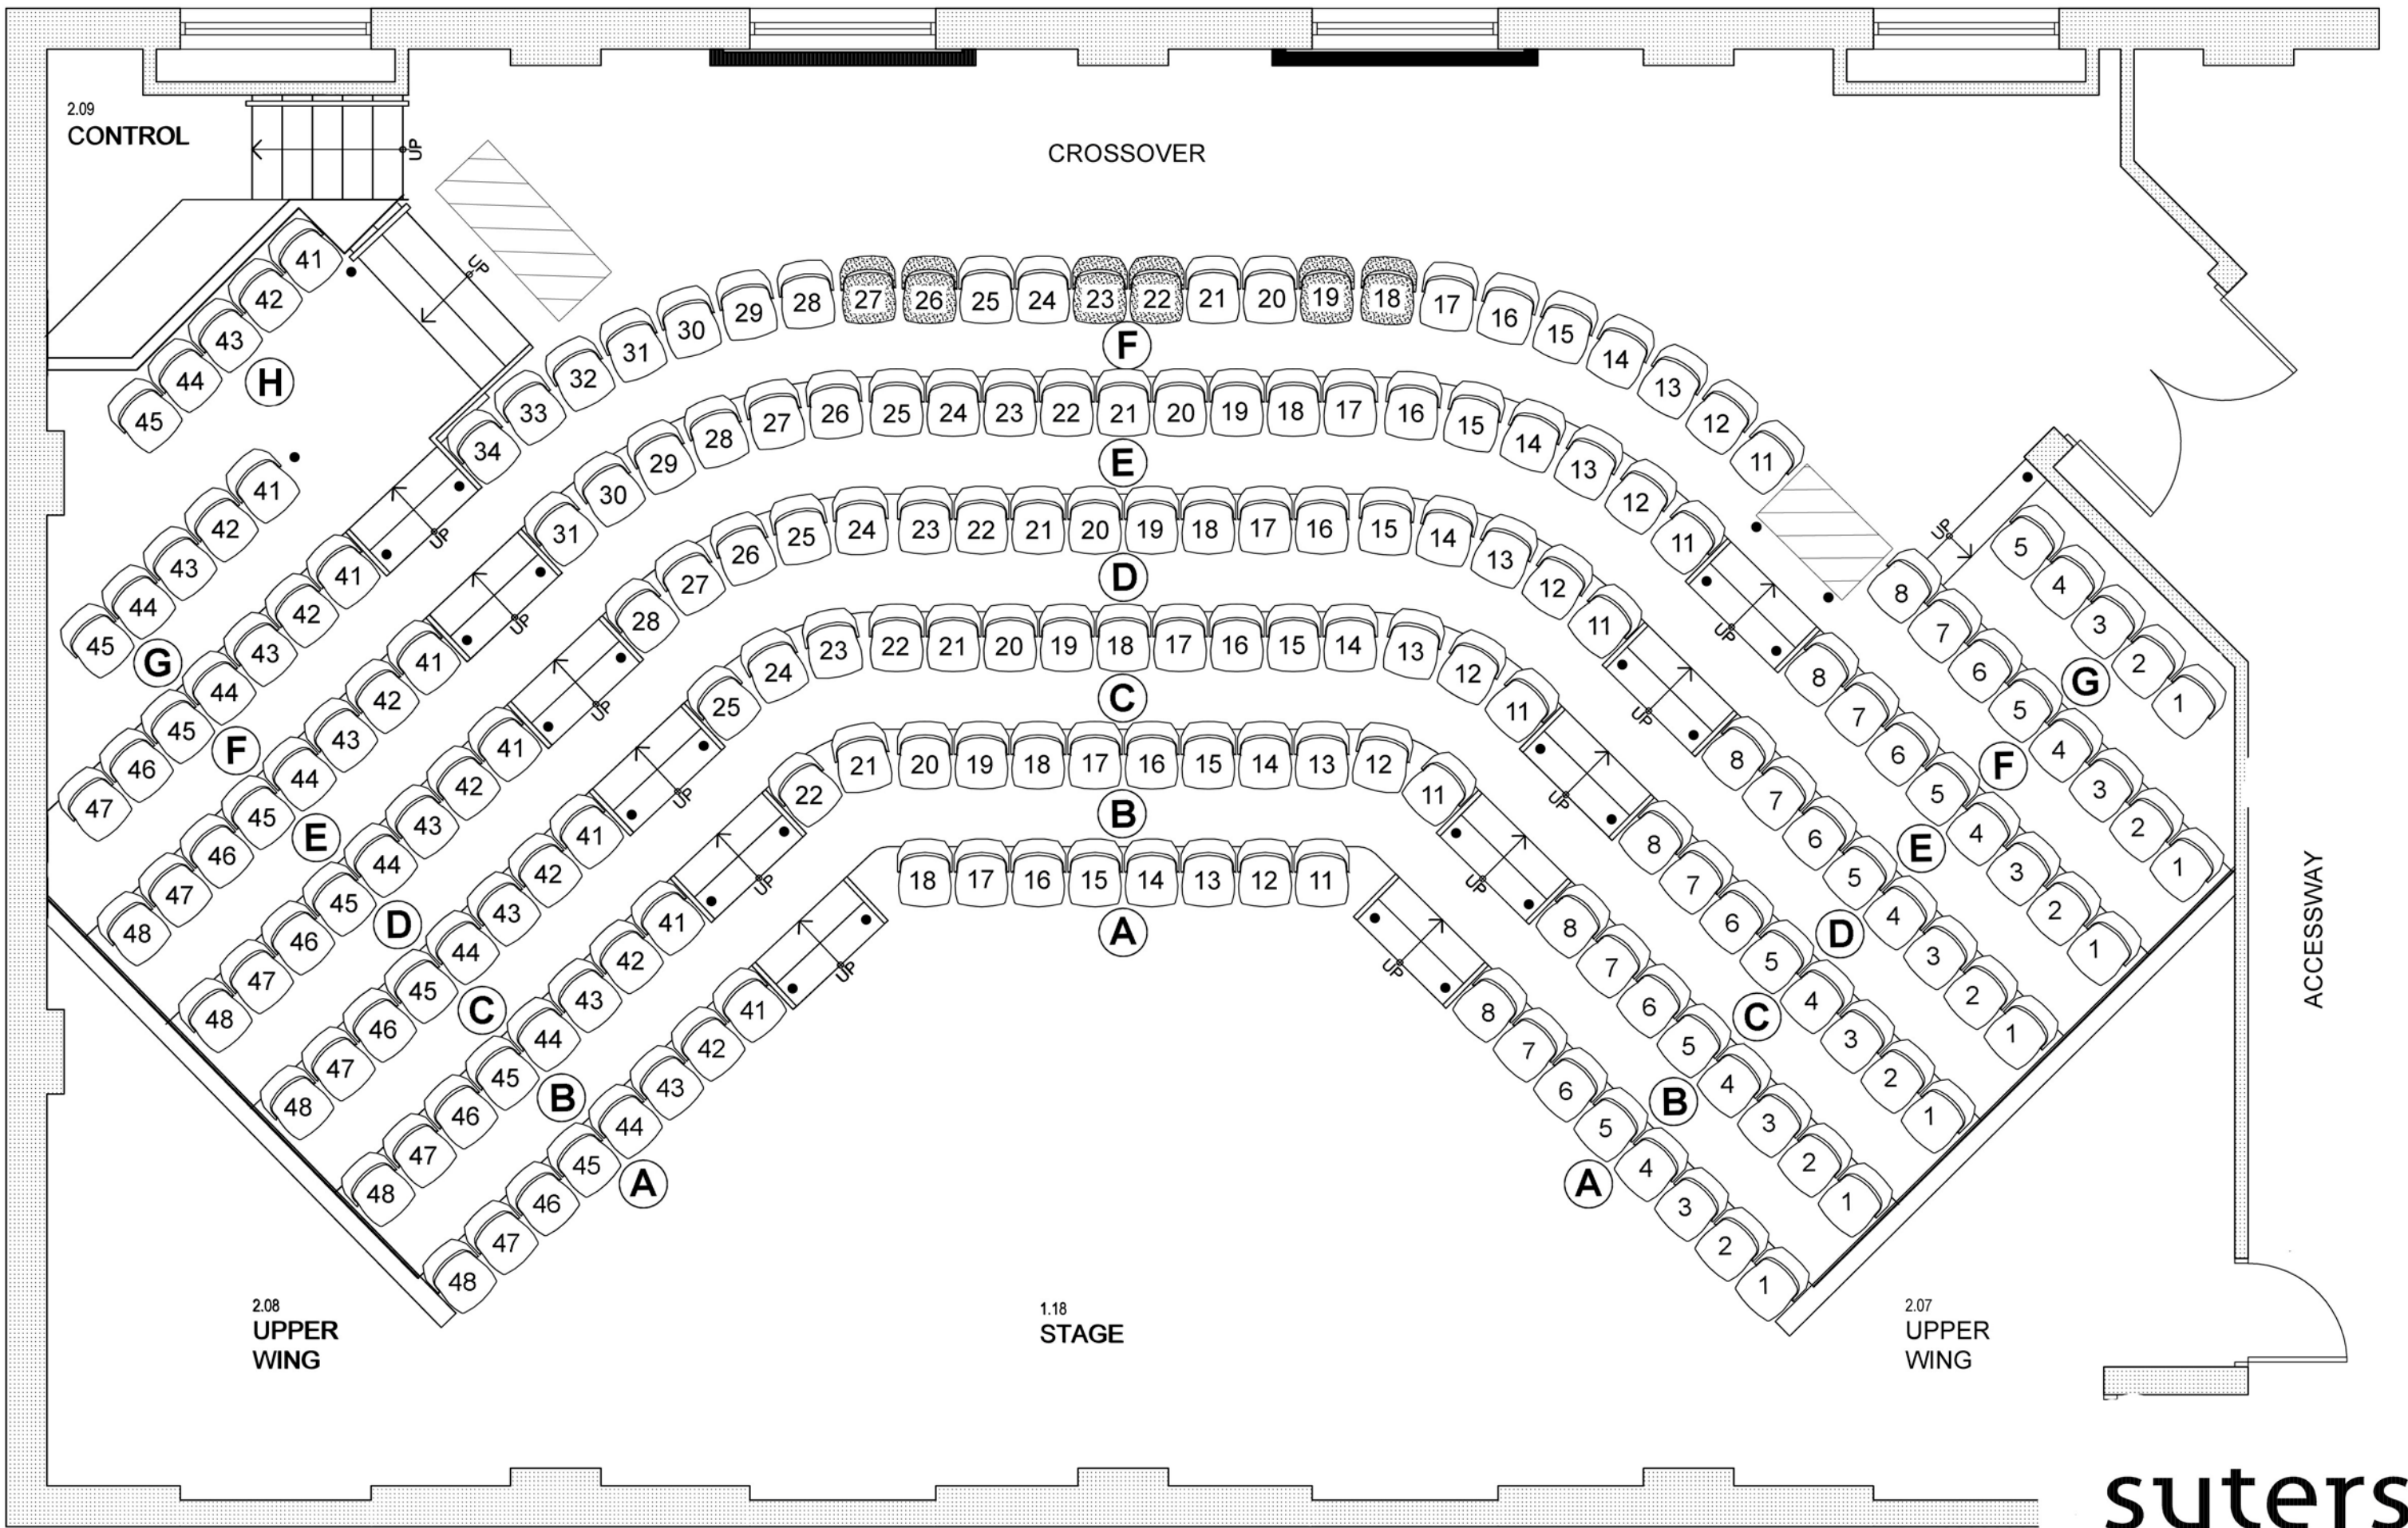 2.09
CONTROL
UP
CROSSOVER
UP
41
42
43
44
45
H
41
42
43
44
45
G
34 33 32 31 30 29 28 27 26 25 24 23 22 21 20 19 18 17 16 15 14 13 12 11
F
31 30 29 28 27 26 25 24 23 22 21 20 19 18 17 16 15 14 13 12 11
E
28 27 26 25 24 23 22 21 20 19 18 17 16 15 14 13 12 11
D
25 24 23 22 21 20 19 18 17 16 15 14 13 12 11
C
22 21 20 19 18 17 16 15 14 13 12 11
B
18 17 16 15 14 13 12 11
A
UP
UP
UP
UP
UP
UP
41 42 43 44 45 46 47
F
41 42 43 44 45 46 47 48
E
41 42 43 44 45 46 47 48
D
41 42 43 44 45 46 47 48
C
41 42 43 44 45 46 47 48
B
41 42 43 44 45 46 47 48
A
UP
UP
UP
UP
UP
UP
5 4 3 2 1
G
8 7 6 5 4 3 2 1
F
8 7 6 5 4 3 2 1
E
8 7 6 5 4 3 2 1
D
8 7 6 5 4 3 2 1
C
8 7 6 5 4 3 2 1
B
8 7 6 5 4 3 2 1
A
ACCESSWAY
2.08
UPPER
WING
1.18
STAGE
2.07
UPPER
WING
suters